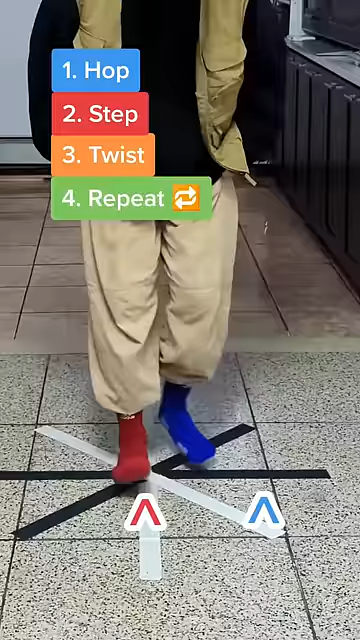 1. Hop
2. Step
3. Twist
4. Repeat 🔁